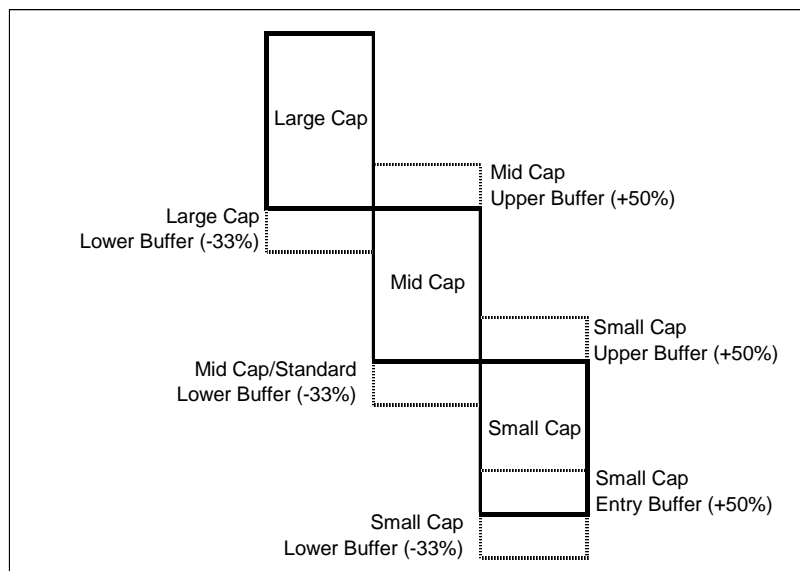 Large Cap
Mid Cap
Upper Buffer (+50%)
Large Cap
Lower Buffer (-33%)
Mid Cap
Small Cap
Upper Buffer (+50%)
Mid Cap/Standard
Lower Buffer (-33%)
Small Cap
Small Cap
Entry Buffer (+50%)
Small Cap
Lower Buffer (-33%)